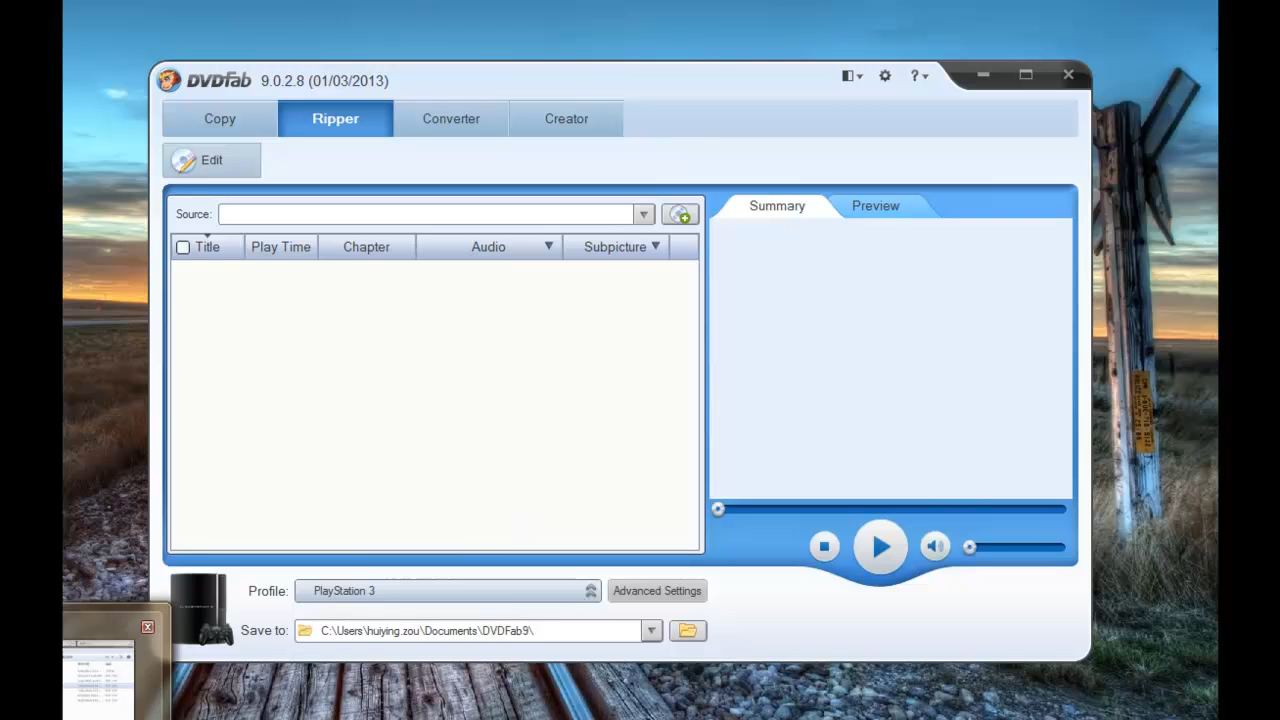 DVDFab 9.0.2.8 (01/03/2013)
?
Copy Ripper Converter Creator
Edit
Source:
Summary Preview
Title Play Time Chapter Audio Subpicture
Profile: PlayStation 3 Advanced Settings
Save to: C:\Users\huiying.zou\Documents\DVDFab9\